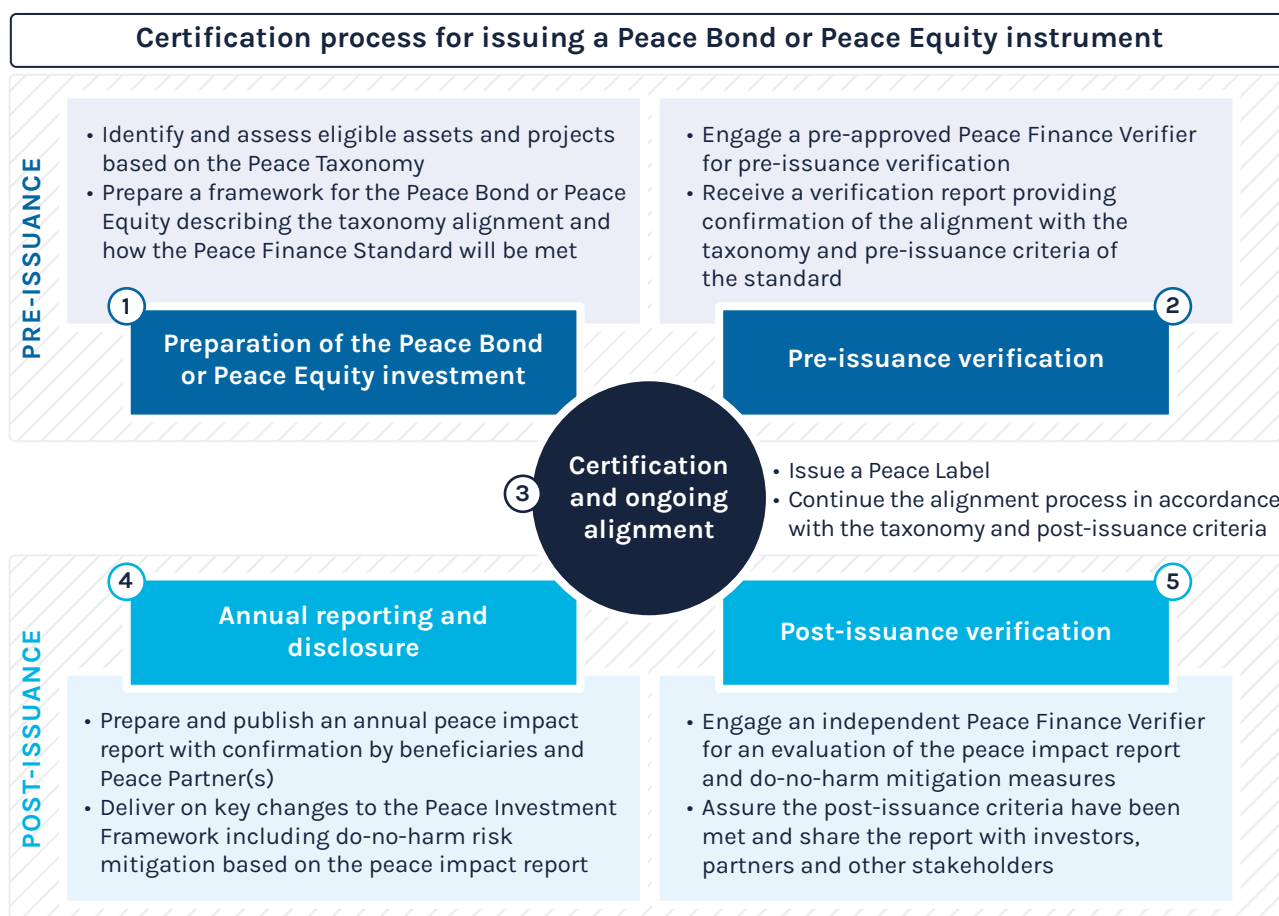 Certification process for issuing a Peace Bond or Peace Equity instrument
PRE-ISSUANCE
• Identify and assess eligible assets and projects
based on the Peace Taxonomy
• Prepare a framework for the Peace Bond or Peace
Equity describing the taxonomy alignment and
how the Peace Finance Standard will be met
1
Preparation of the Peace Bond
or Peace Equity investment
• Engage a pre-approved Peace Finance Verifier
for pre-issuance verification
• Receive a verification report providing
confirmation of the alignment with the
taxonomy and pre-issuance criteria of
the standard
2
Pre-issuance verification
3
Certification
and ongoing
alignment
• Issue a Peace Label
• Continue the alignment process in accordance
with the taxonomy and post-issuance criteria
POST-ISSUANCE
4
Annual reporting and
disclosure
• Prepare and publish an annual peace impact
report with confirmation by beneficiaries and
Peace Partner(s)
• Deliver on key changes to the Peace Investment
Framework including do-no-harm risk
mitigation based on the peace impact report
5
Post-issuance verification
• Engage an independent Peace Finance Verifier
for an evaluation of the peace impact report
and do-no-harm mitigation measures
• Assure the post-issuance criteria have been
met and share the report with investors,
partners and other stakeholders